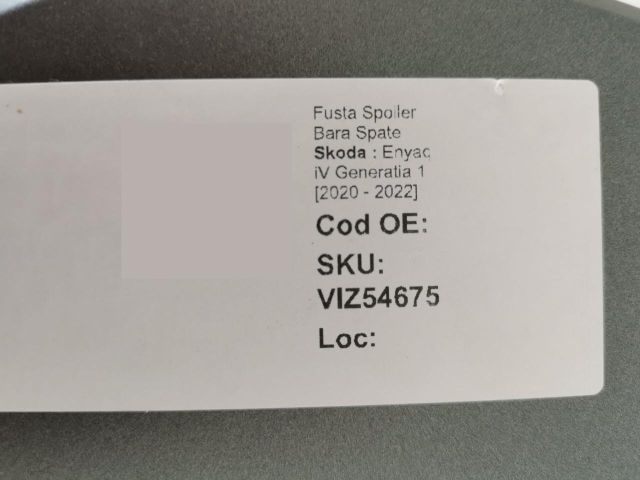 Fusta Spoiler
Bara Spate
Skoda : Enyaq
iV Generatia 1
[2020 - 2022]
Cod OE:
SKU:
VIZ54675
Loc: